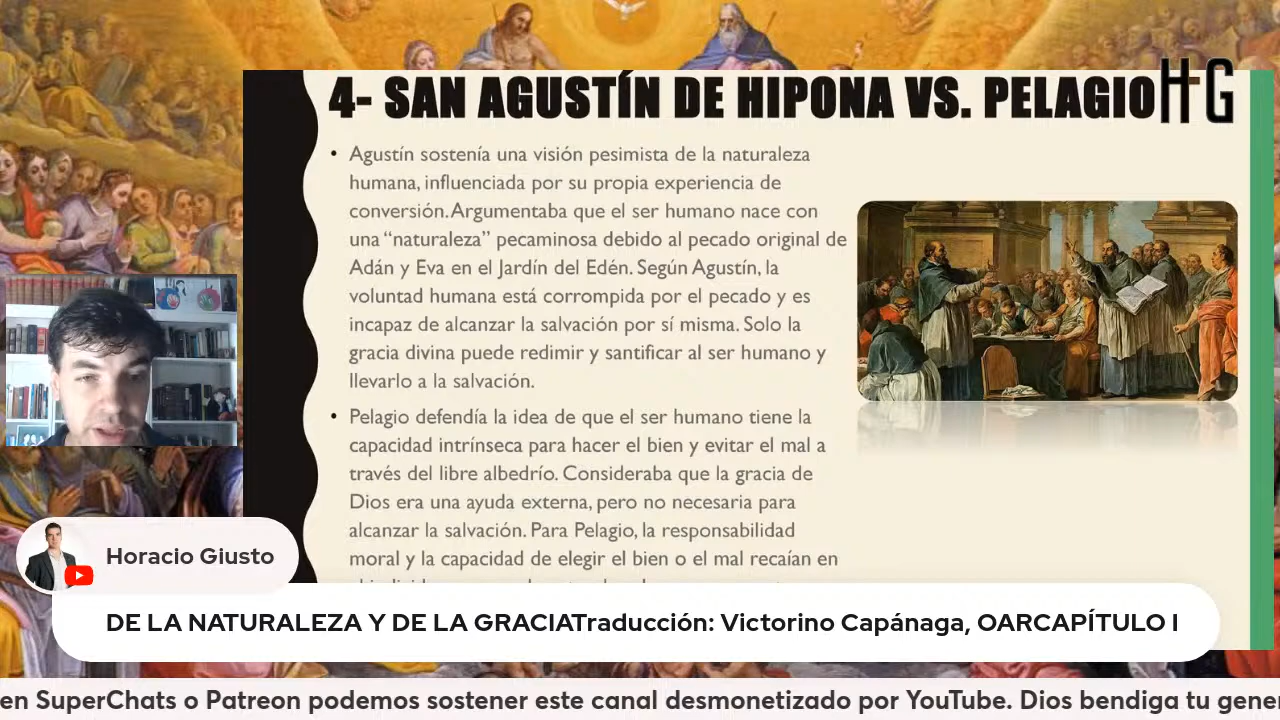 4- SAN AGUSTÍN DE HIPONA VS. PELAGIO
HG
• Agustín sostenía una visión pesimista de la naturaleza
humana, influenciada por su propia experiencia de
conversión. Argumentaba que el ser humano nace con
una “naturaleza” pecaminosa debido al pecado original de
Adán y Eva en el Jardín del Edén. Según Agustín, la
voluntad humana está corrompida por el pecado y es
incapaz de alcanzar la salvación por sí misma. Solo la
gracia divina puede redimir y santificar al ser humano y
llevarlo a la salvación.
• Pelagio defendía la idea de que el ser humano tiene la
capacidad intrínseca para hacer el bien y evitar el mal a
través del libre albedrío. Consideraba que la gracia de
Dios era una ayuda externa, pero no necesaria para
alcanzar la salvación. Para Pelagio, la responsabilidad
moral y la capacidad de elegir el bien o el mal recaían en
Horacio Giusto
DE LA NATURALEZA Y DE LA GRACIATraducción: Victorino Capánaga, OARCAPÍTULO I
en SuperChats o Patreon podemos sostener este canal desmonetizado por YouTube. Dios bendiga tu gene